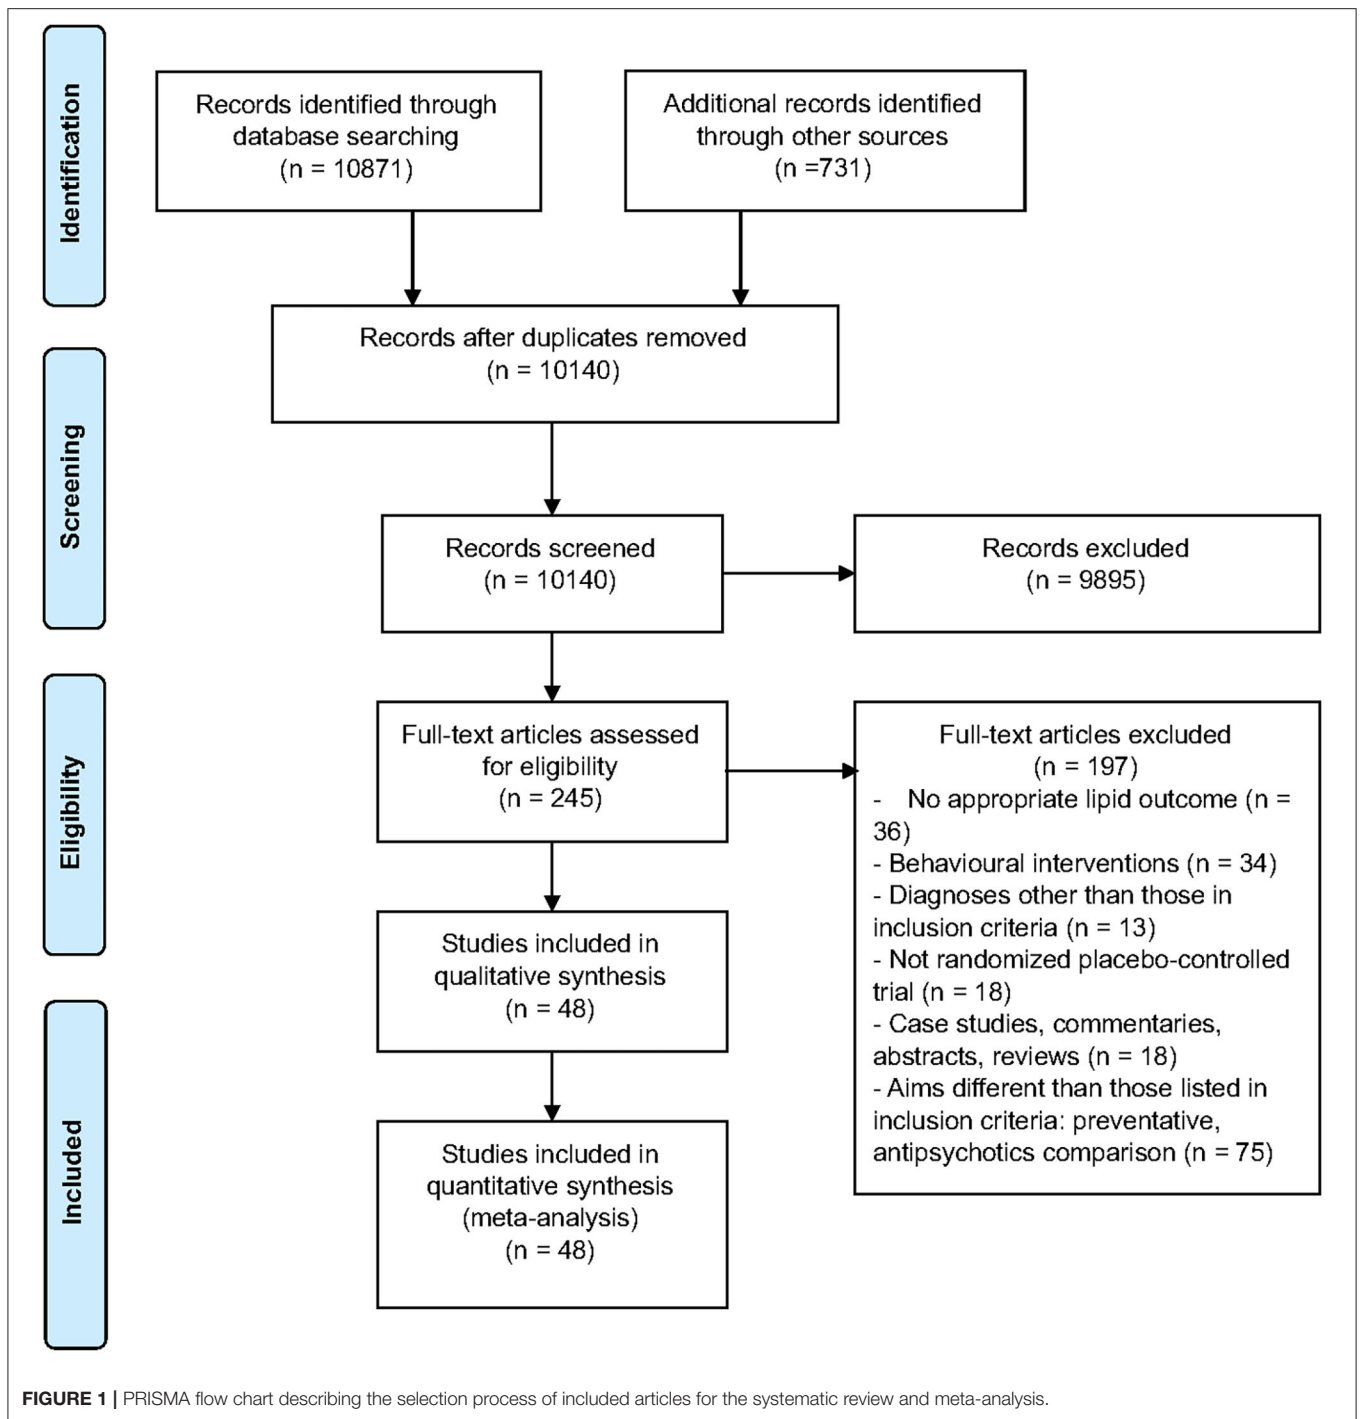 Identification
Records identified through
database searching
(n = 10871)
Additional records identified
through other sources
(n =731)
Records after duplicates removed
(n = 10140)
Screening
Records screened
(n = 10140)
Records excluded
(n = 9895)
Eligibility
Full-text articles assessed
for eligibility
(n = 245)
Full-text articles excluded
(n = 197)
- No appropriate lipid outcome (n =
36)
- Behavioural interventions (n = 34)
- Diagnoses other than those in
inclusion criteria (n = 13)
- Not randomized placebo-controlled
trial (n = 18)
- Case studies, commentaries,
abstracts, reviews (n = 18)
- Aims different than those listed in
inclusion criteria: preventative,
antipsychotics comparison (n = 75)
Studies included in
qualitative synthesis
(n = 48)
Included
Studies included in
quantitative synthesis
(meta-analysis)
(n = 48)
FIGURE 1 | PRISMA flow chart describing the selection process of included articles for the systematic review and meta-analysis.